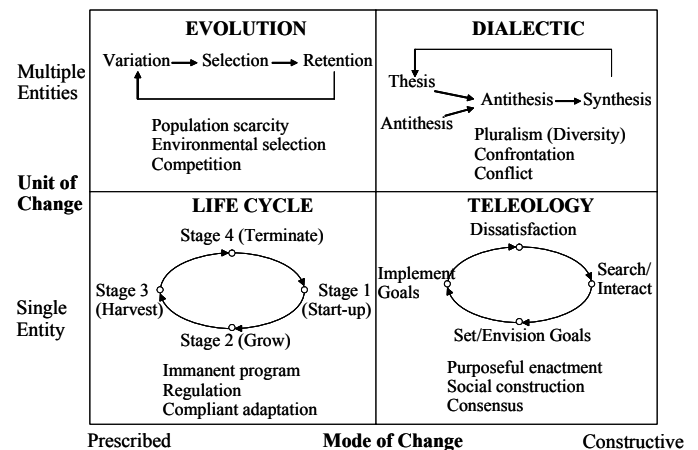 EVOLUTION
Variation Selection Retention
Population scarcity
Environmental selection
Competition
DIALECTIC
Thesis
Antithesis
Antithesis Synthesis
Pluralism (Diversity)
Confrontation
Conflict
Multiple
Entities
Unit of
Change
Single
Entity
LIFE CYCLE
Stage 4 (Terminate)
Stage 3
(Harvest)
Stage 1
(Start-up)
Stage 2 (Grow)
Immanent program
Regulation
Compliant adaptation
TELEOLOGY
Dissatisfaction
Implement
Goals
Search/
Interact
Set/Envision Goals
Purposeful enactment
Social construction
Consensus
Prescribed Mode of Change Constructive